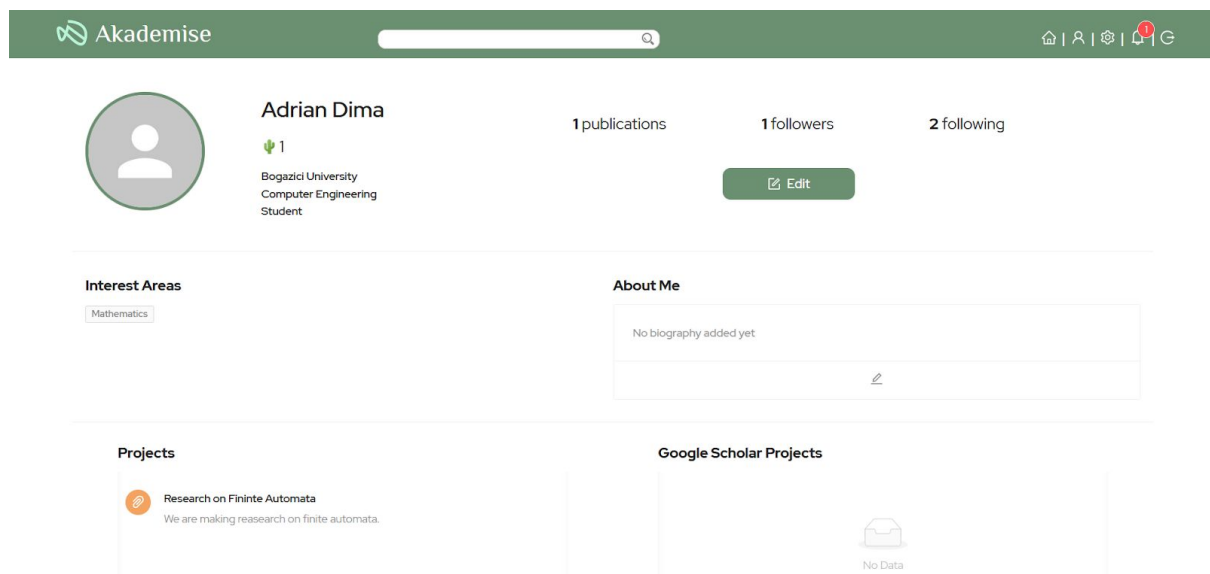 Akademise
1
Adrian Dima
1
Bogazici University
Computer Engineering
Student
1 publications
1 followers
2 following
Edit
Interest Areas
Mathematics
About Me
No biography added yet
Projects
Research on Fininte Automata
We are making reasearch on finite automata.
Google Scholar Projects
No Data